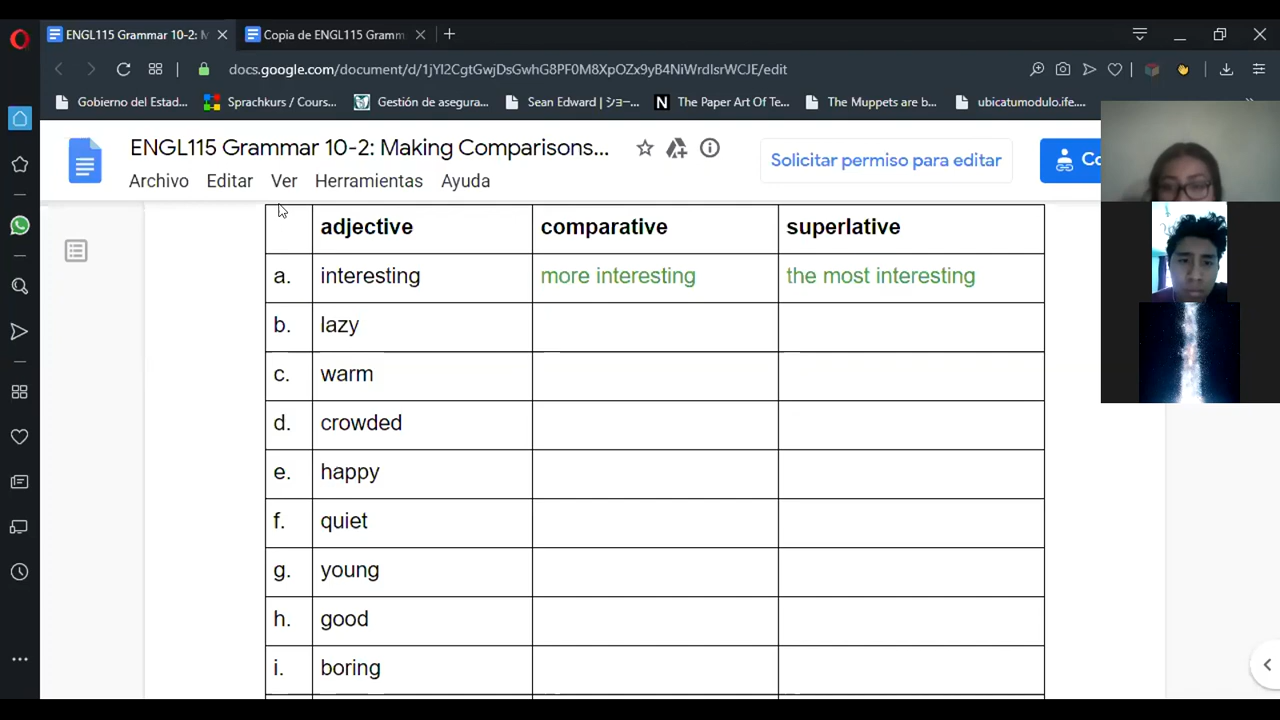 ENGL115 Grammar 10-2: M
Copia de ENGL115 Gramm
docs.google.com/document/d/1jYI2CgtGwjDsGwhG8PF0M8XpOZx9yB4NiWrdlsrWCJE/edit
Gobierno del Estad...
Sprachkurs / Cours...
Gestión de asegura...
Sean Edward | ショー...
N The Paper Art Of Te...
The Muppets are b...
ubicatumodulo.ife....
ENGL115 Grammar 10-2: Making Comparisons...
Solicitar permiso para editar
Co
Archivo Editar Ver Herramientas Ayuda
adjective comparative superlative
a. interesting more interesting the most interesting
b. lazy
c. warm
d. crowded
e. happy
f. quiet
g. young
h. good
i. boring